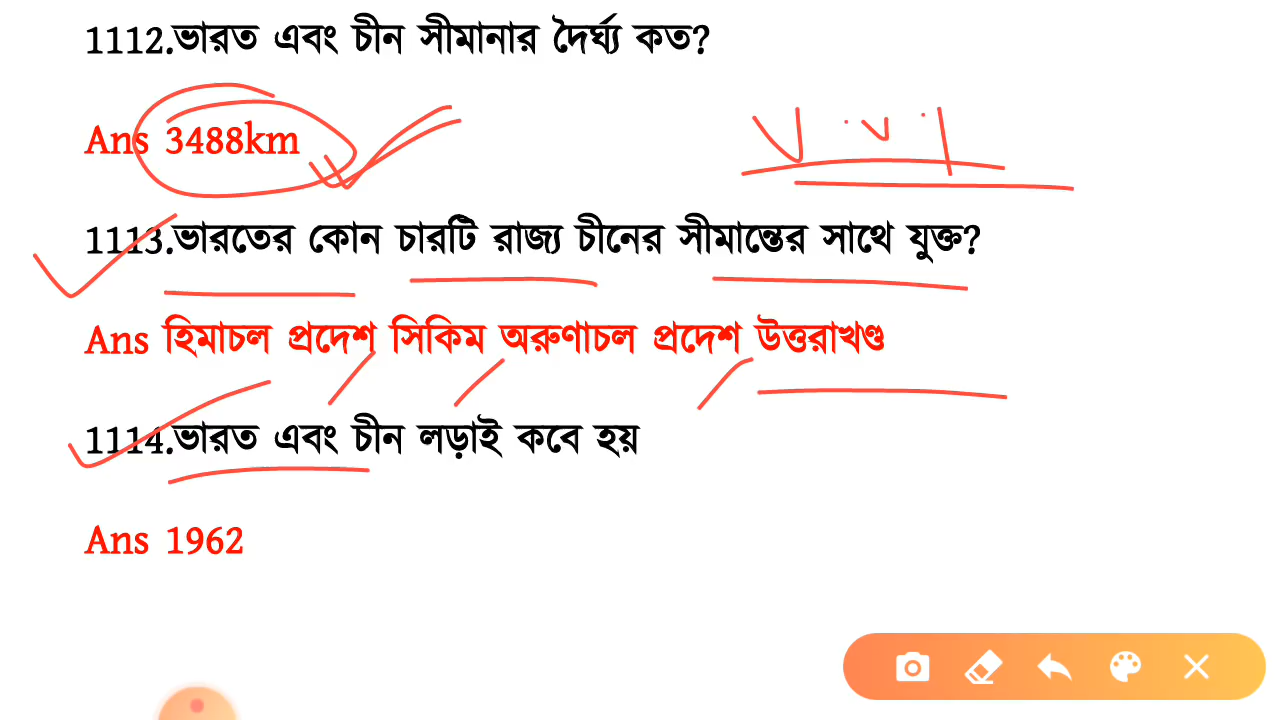 1112.ভারত এবং চীন সীমানার দৈর্ঘ্য কত?
Ans 3488km
V.V.I
1113.ভারতের কোন চারটি রাজ্য চীনের সীমান্তের সাথে যুক্ত?
Ans হিমাচল প্রদেশ সিকিম অরুণাচল প্রদেশ উত্তরাখণ্ড
1114.ভারত এবং চীন লড়াই কবে হয়
Ans 1962